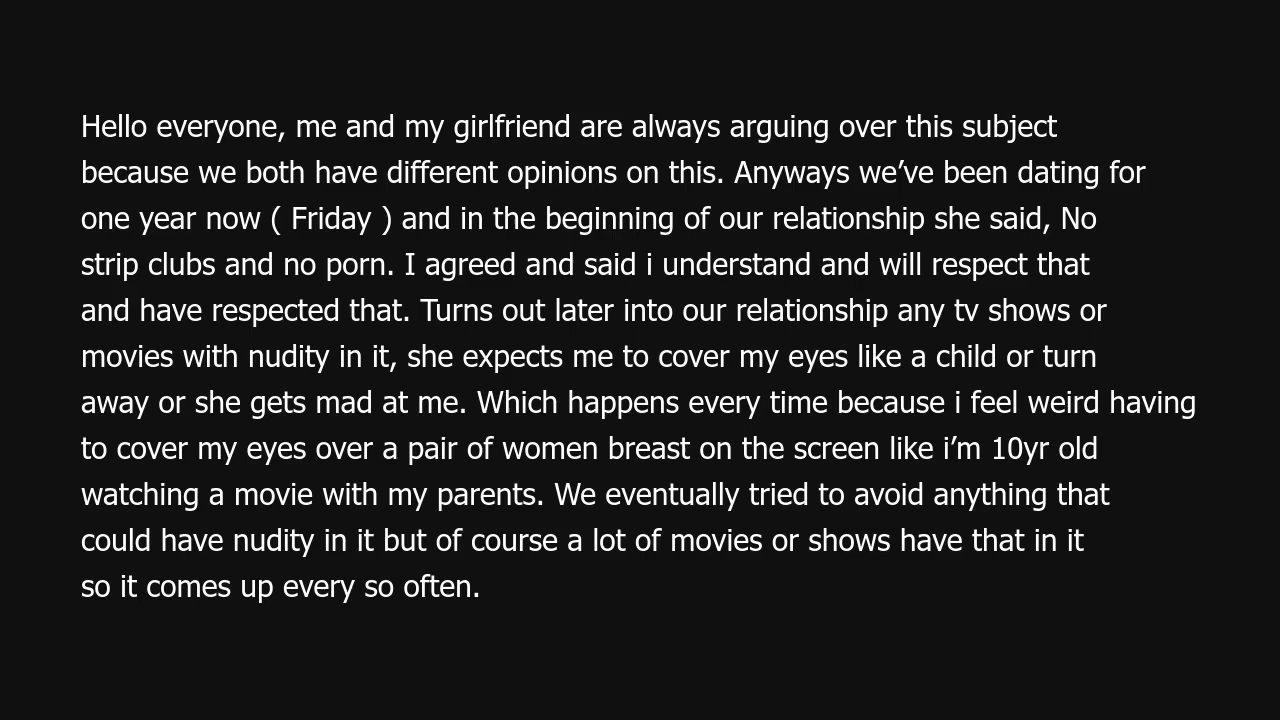 Hello everyone, me and my girlfriend are always arguing over this subject
because we both have different opinions on this. Anyways we’ve been dating for
one year now ( Friday ) and in the beginning of our relationship she said, No
strip clubs and no porn. I agreed and said i understand and will respect that
and have respected that. Turns out later into our relationship any tv shows or
movies with nudity in it, she expects me to cover my eyes like a child or turn
away or she gets mad at me. Which happens every time because i feel weird having
to cover my eyes over a pair of women breast on the screen like i’m 10yr old
watching a movie with my parents. We eventually tried to avoid anything that
could have nudity in it but of course a lot of movies or shows have that in it
so it comes up every so often.